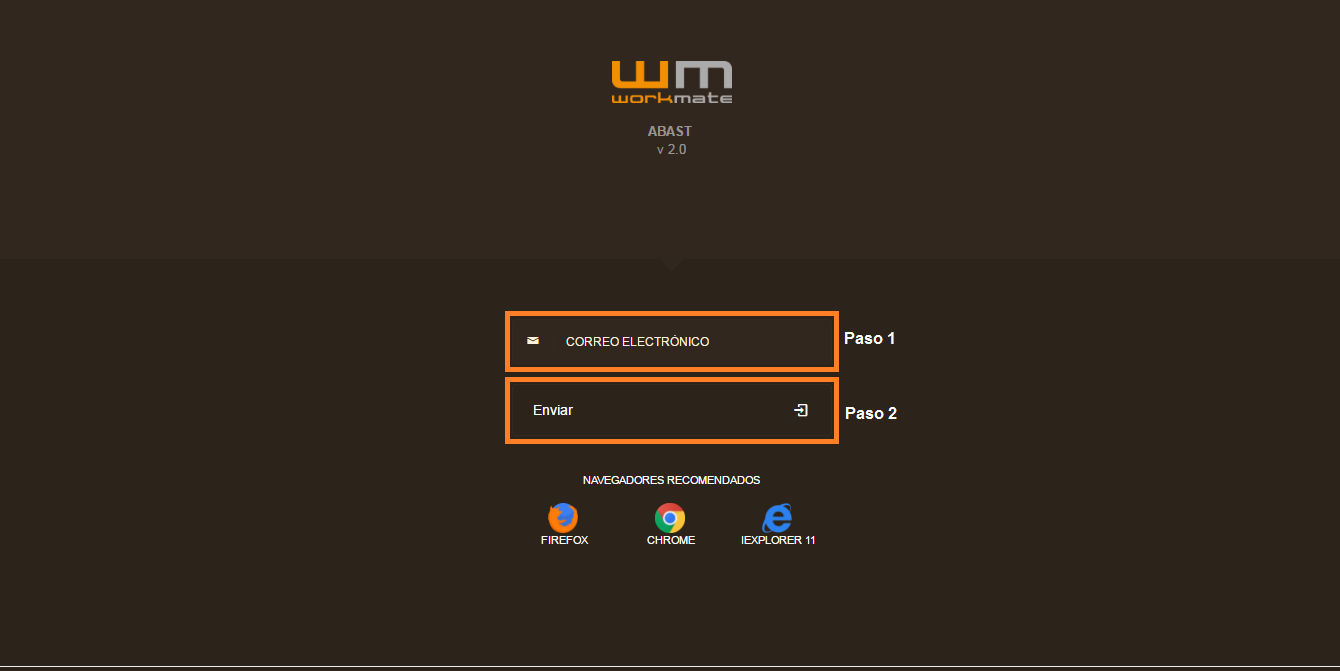 wm
workmate
ABAST
v 2.0
CORREO ELECTRÓNICO
Paso 1
Enviar
Paso 2
NAVEGADORES RECOMENDADOS
FIREFOX CHROME IEXPLORER 11